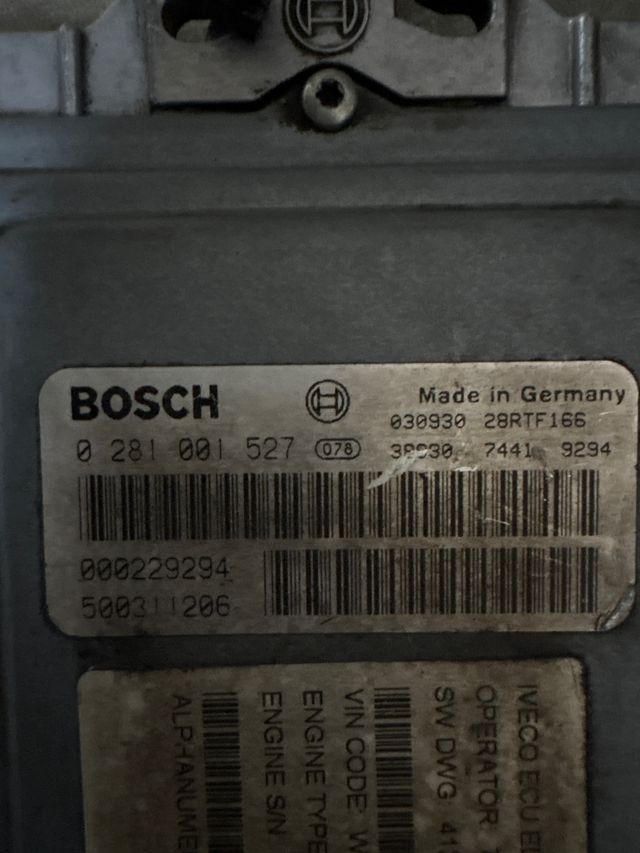 BOSCH
Made in Germany
030930 28RTF166
0 281 001 527 078
7441 9294
000229294
500311206
IVECO ECU
OPERATOR:
SW DWG
VIN CODE: W
ENGINE TYPE
ENGINE S/N
ALPHANUME